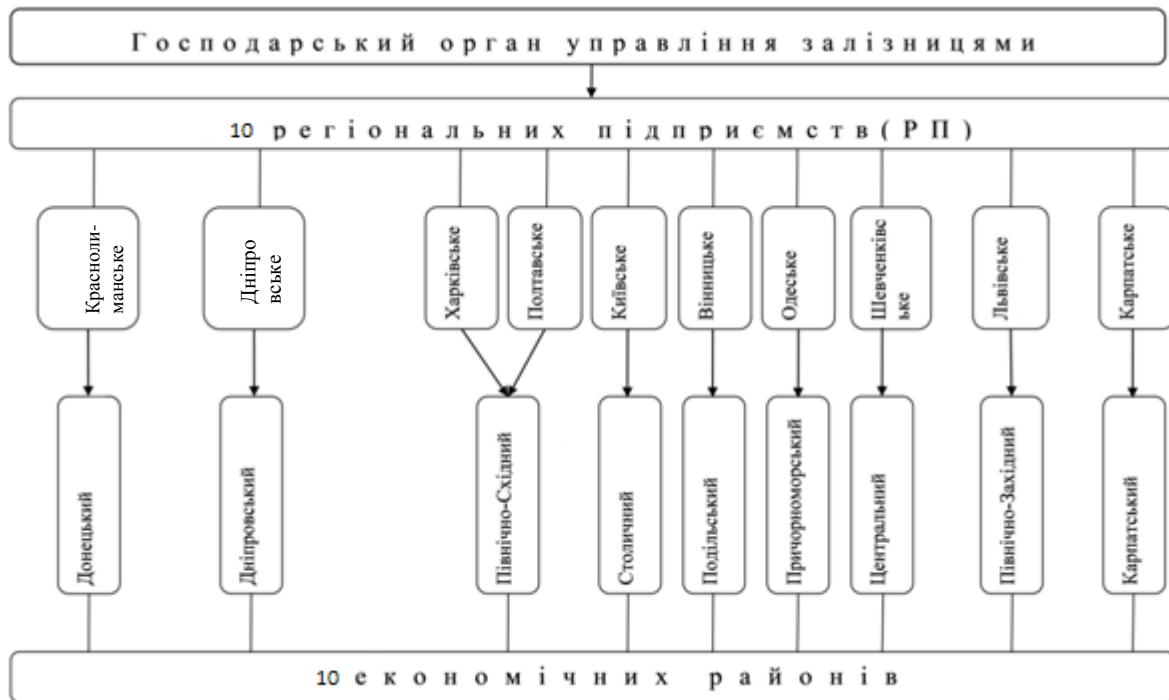 Господарський орган управління залізницями
10 регіональних підприємств(РП)
Красноли-
манське
Дніпро
вське
Харківське
Полтавське
Київське
Вінницьке
Одеське
Шевченківс
ьке
Львівське
Карпатське
Донецький
Дніпровський
Північно-Східний
Столичний
Подільський
Причорноморський
Центральний
Північно-Західний
Карпатський
10 економічних районів